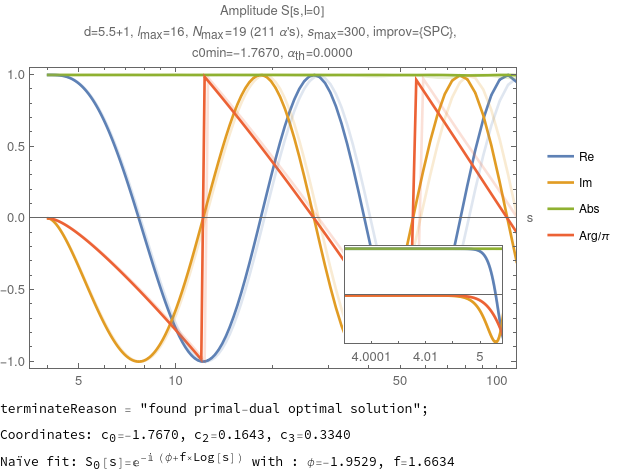 Amplitude S[s,l=0]
d=5.5+1, lmax=16, Nmax=19 (211 α's), smax=300, improv={SPC},
c0min=-1.7670, αth=0.0000
1.0
0.5
0.0
-0.5
-1.0
s
Re
Im
Abs
Arg/π
4.0001 4.01 5
5 10 50 100
terminateReason = "found primal-dual optimal solution";
Coordinates: c0=-1.7670, c2=0.1643, c3=0.3340
Naïve fit: S0[s]=e^-i (ϕ+f×Log[s]) with : ϕ=-1.9529, f=1.6634